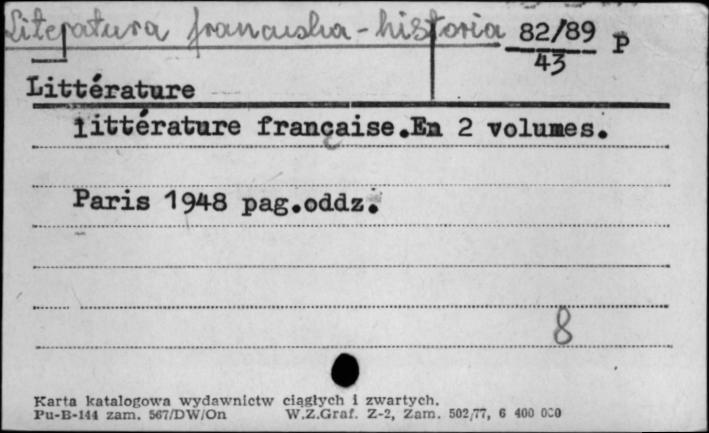 Literatura francuska - historia 82/89 P
43
Littérature
littérature française.En 2 volumes.
Paris 1948 pag.oddz.
8
Karta katalogowa wydawnictw ciągłych i zwartych.
Pu-B-144 zam. 567/DW/On W.Z.Graf. Z-2, Zam. 502/77, 6 400 000